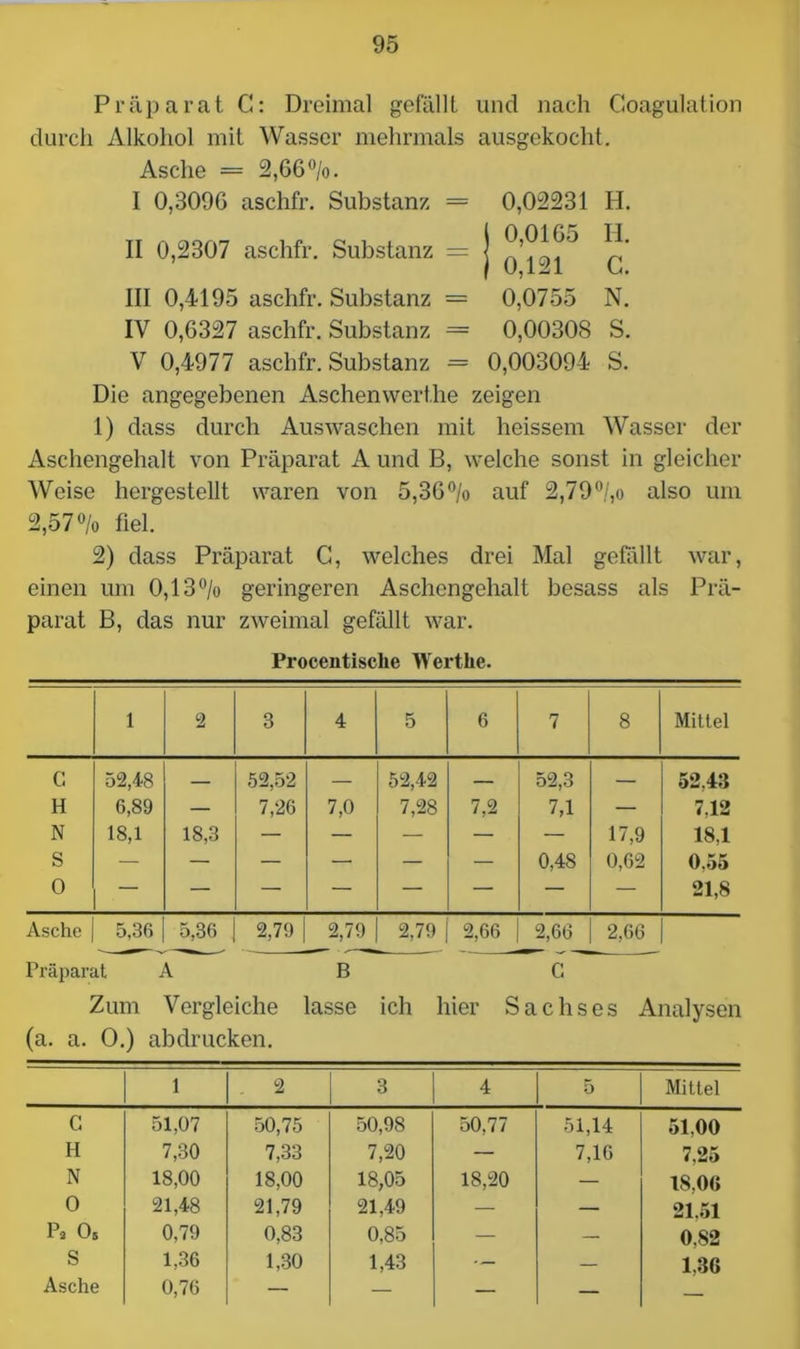 95
Präparat C: Dreimal gefällt und nach Coagulation
durch Alkohol mit Wasser mehrmals ausgekocht.
Asche = 2,66%.
I 0,3096 aschfr. Substanz = 0,02231 H.
II 0,2307 aschfr. Substanz = { 0,0165 H.
0,121 C.
III 0,4195 aschfr. Substanz = 0,0755 N.
IV 0,6327 aschfr. Substanz = 0,00308 S.
V 0,4977 aschfr. Substanz = 0,003094 S.
Die angegebenen Aschenwerthe zeigen
1) dass durch Auswaschen mit heissem Wasser der
Aschengehalt von Präparat A und B, welche sonst in gleicher
Weise hergestellt waren von 5,36% auf 2,79%,0 also um
2,57% fiel.
2) dass Präparat C, welches drei Mal gefällt war,
einen um 0,13% geringeren Aschengehalt besass als Prä-
parat B, das nur zweimal gefällt war.
Procentische Werthe.
1 2 3 4 5 6 7 8 Mittel
C 52,48 — 52,52 — 52,42 — 52,3 — 52,43
H 6,89 — 7,26 7,0 7,28 7,2 7,1 — 7,12
N 18,1 18,3 — — — — — 17,9 18,1
S — — — — — — 0,48 0,62 0,55
O — — — — — — — — 21,8
Asche 5,36 5,36 2,79 2,79 2,79 2,66 2,66 2,66
Präparat A B C
Zum Vergleiche lasse ich hier Sachses Analysen
(a. a. O.) abdrucken.
1 2 3 4 5 Mittel
C 51,07 50,75 50,98 50,77 51,14 51,00
H 7,30 7,33 7,20 — 7,16 7,25
N 18,00 18,00 18,05 18,20 — 18,06
O 21,48 21,79 21,49 — — 21,51
P2 O5 0,79 0,83 0,85 — — 0,82
S 1,36 1,30 1,43 — — 1,36
Asche 0,76 — — — — —